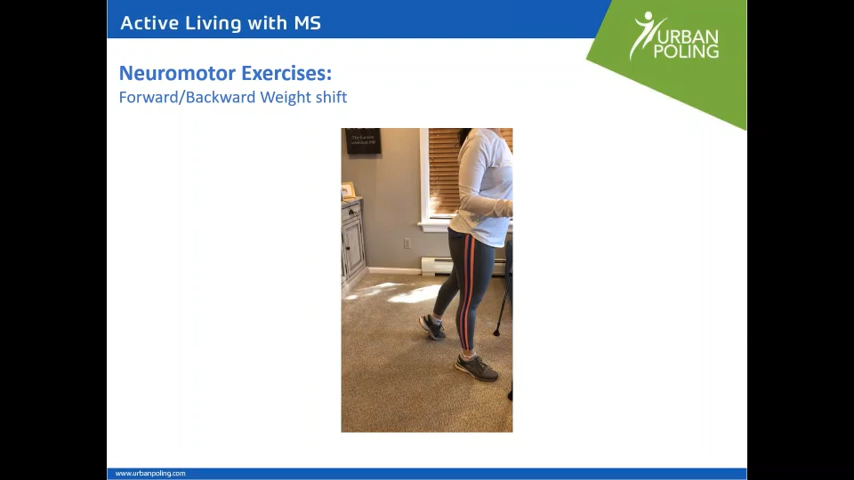 Active Living with MS
URBAN
POLING
Neuromotor Exercises:
Forward/Backward Weight shift
www.urbanpoling.com